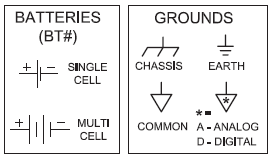 BATTERIES
(BT#)
+ -
SINGLE
CELL
+ -
MULTI
CELL
GROUNDS
CHASSIS
EARTH
*
COMMON
* =
A - ANALOG
D - DIGITAL